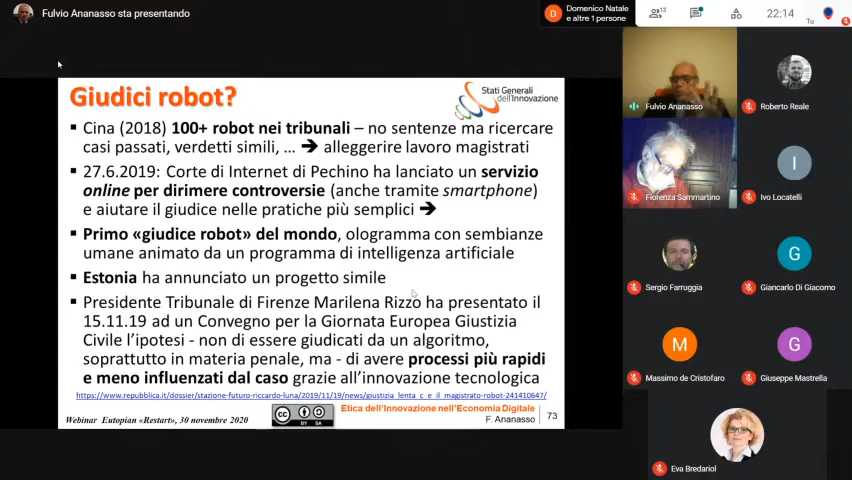 Fulvio Ananasso sta presentando
Domenico Natale
e altre 1 persone
13
22:14
Tu
Giudici robot?
Stati Generali
dell'Innovazione
▪ Cina (2018) 100+ robot nei tribunali – no sentenze ma ricercare
casi passati, verdetti simili, … ➔ alleggerire lavoro magistrati
▪ 27.6.2019: Corte di Internet di Pechino ha lanciato un servizio
online per dirimere controversie (anche tramite smartphone)
e aiutare il giudice nelle pratiche più semplici ➔
▪ Primo «giudice robot» del mondo, ologramma con sembianze
umane animato da un programma di intelligenza artificiale
▪ Estonia ha annunciato un progetto simile
▪ Presidente Tribunale di Firenze Marilena Rizzo ha presentato il
15.11.19 ad un Convegno per la Giornata Europea Giustizia
Civile l'ipotesi - non di essere giudicati da un algoritmo,
soprattutto in materia penale, ma - di avere processi più rapidi
e meno influenzati dal caso grazie all'innovazione tecnologica
https://www.repubblica.it/dossier/stazione-futuro-riccardo-luna/2019/11/19/news/giustizia_lenta_c_e_il_magistrato-robot-241410647/
Webinar Eutopian «Restart», 30 novembre 2020
cc BY SA
Etica dell'Innovazione nell'Economia Digitale
F. Ananasso
73
Fulvio Ananasso
Roberto Reale
Fiorenza Sammartino
I
Ivo Locatelli
Sergio Farruggia
G
Giancarlo Di Giacomo
M
Massimo de Cristofaro
G
Giuseppe Mastrella
Eva Bredariol
D